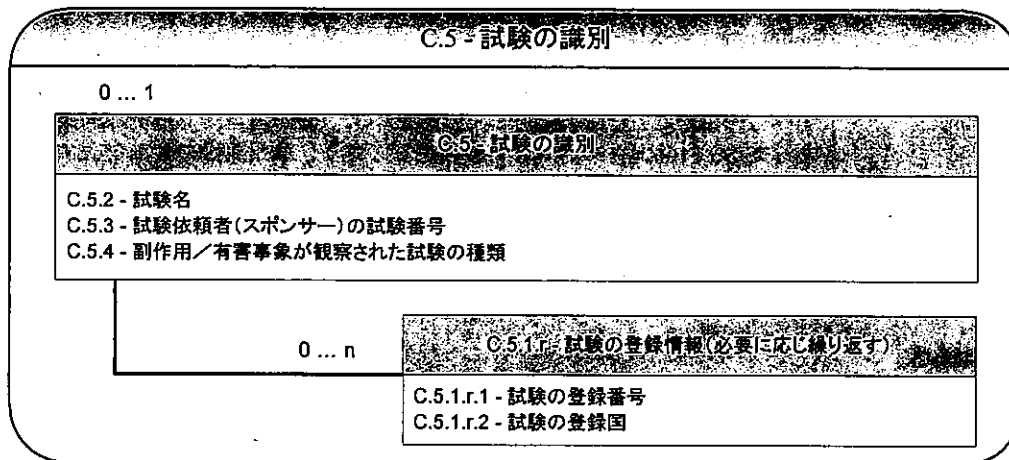 C.5 - 試験の識別
0 ... 1
C.5 - 試験の識別
C.5.2 - 試験名
C.5.3 - 試験依頼者(スポンサー)の試験番号
C.5.4 - 副作用／有害事象が観察された試験の種類
0 ... n
C.5.1.r - 試験の登録情報(必要に応じ繰り返す)
C.5.1.r.1 - 試験の登録番号
C.5.1.r.2 - 試験の登録国